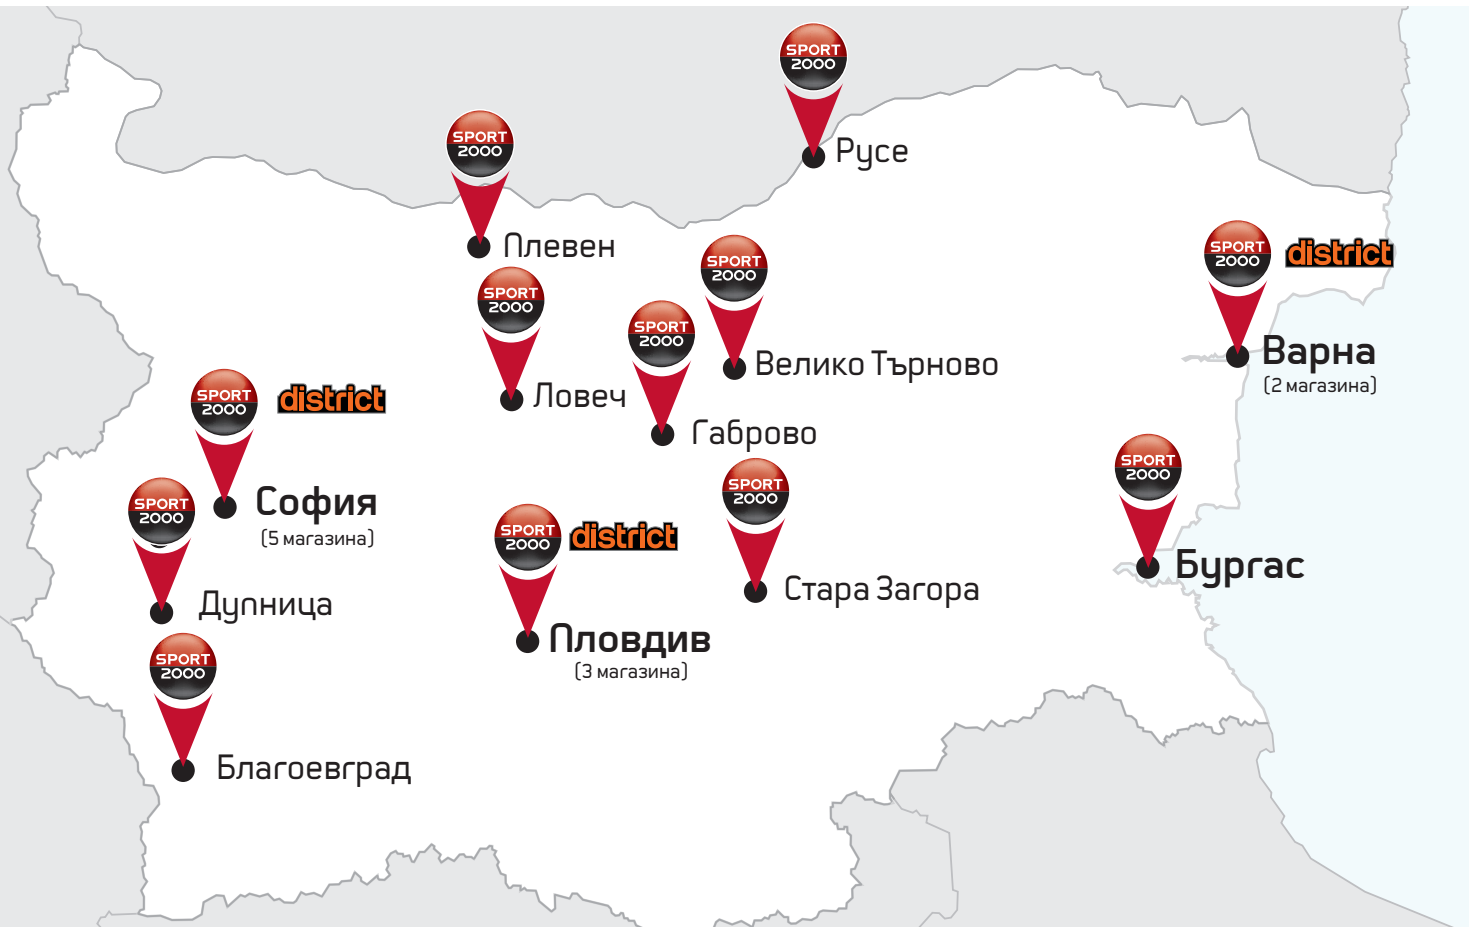 SPORT
2000
Русе
SPORT
2000
Плевен
SPORT
2000
district
Варна
(2 магазина)
SPORT
2000
Велико Търново
SPORT
2000
Ловеч
SPORT
2000
Габрово
SPORT
2000
district
София
(5 магазина)
SPORT
2000
Бургас
SPORT
2000
Стара Загора
SPORT
2000
Дупница
SPORT
2000
district
Пловдив
(3 магазина)
SPORT
2000
Благоевград